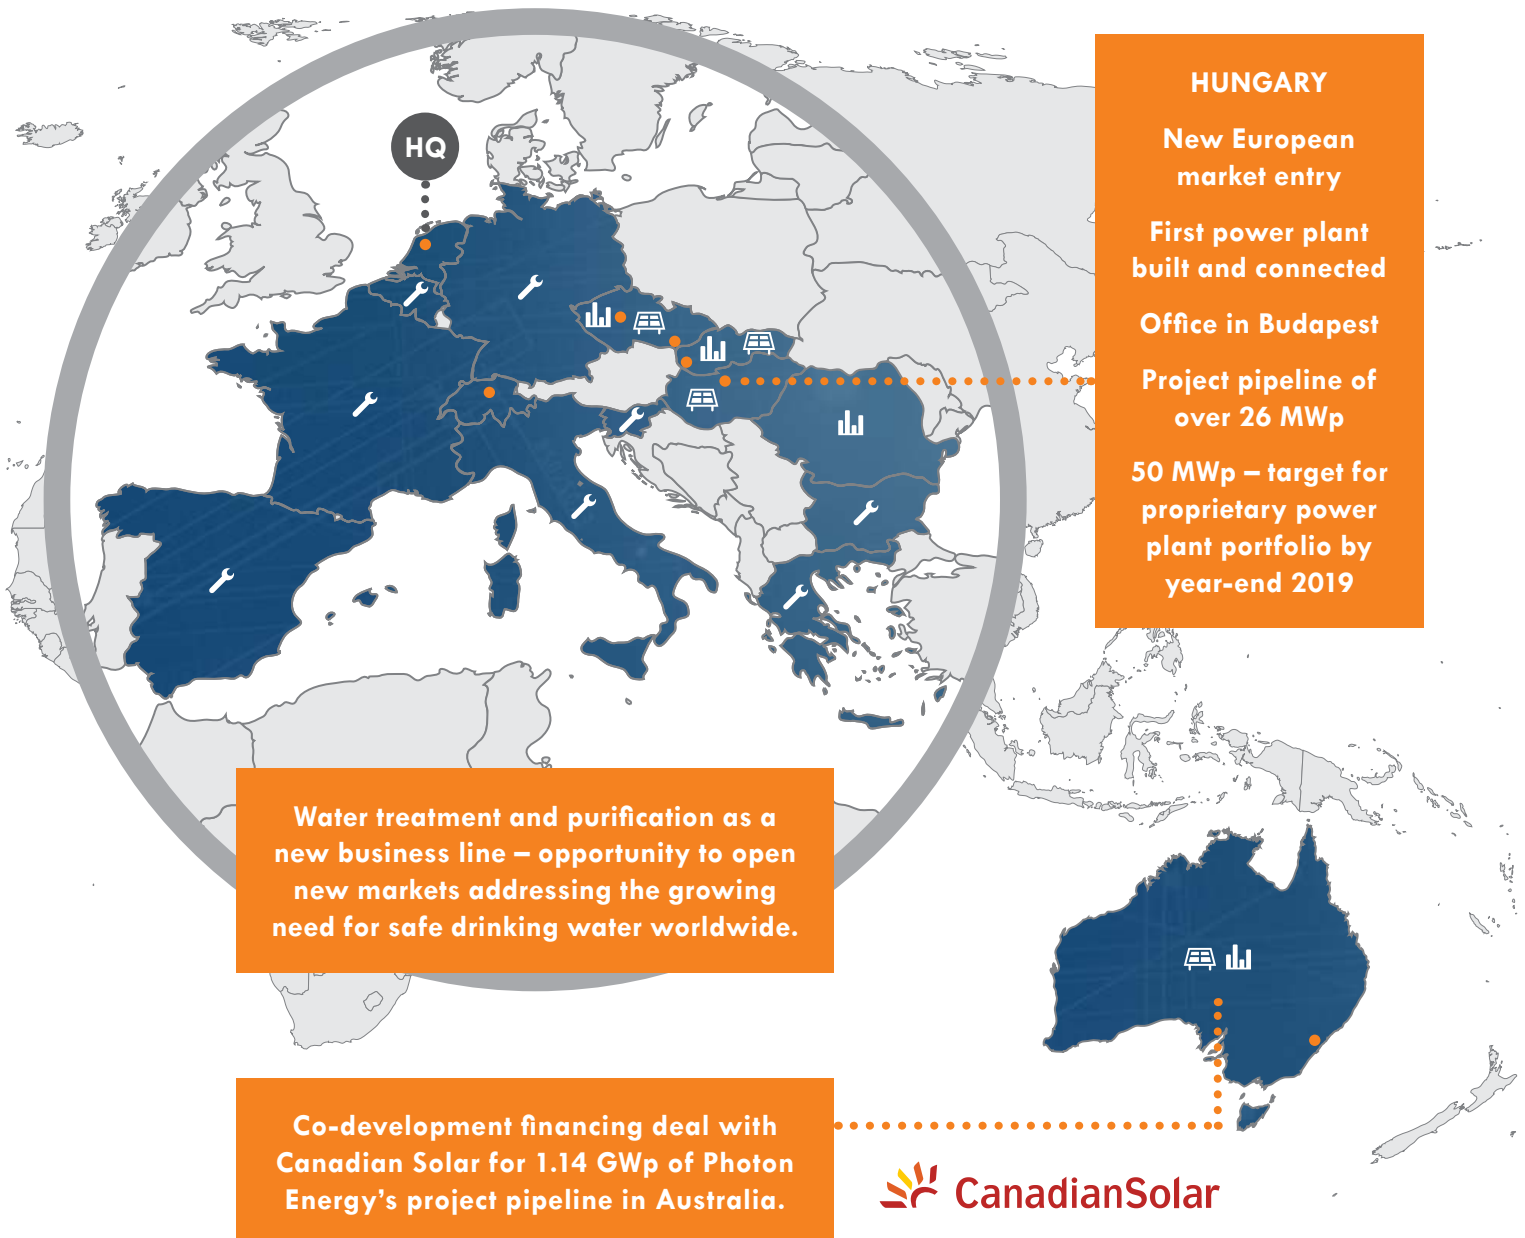 HQ
HUNGARY
New European
market entry
First power plant
built and connected
Office in Budapest
Project pipeline of
over 26 MWp
50 MWp – target for
proprietary power
plant portfolio by
year-end 2019
Water treatment and purification as a
new business line – opportunity to open
new markets addressing the growing
need for safe drinking water worldwide.
Co-development financing deal with
Canadian Solar for 1.14 GWp of Photon
Energy’s project pipeline in Australia.
CanadianSolar